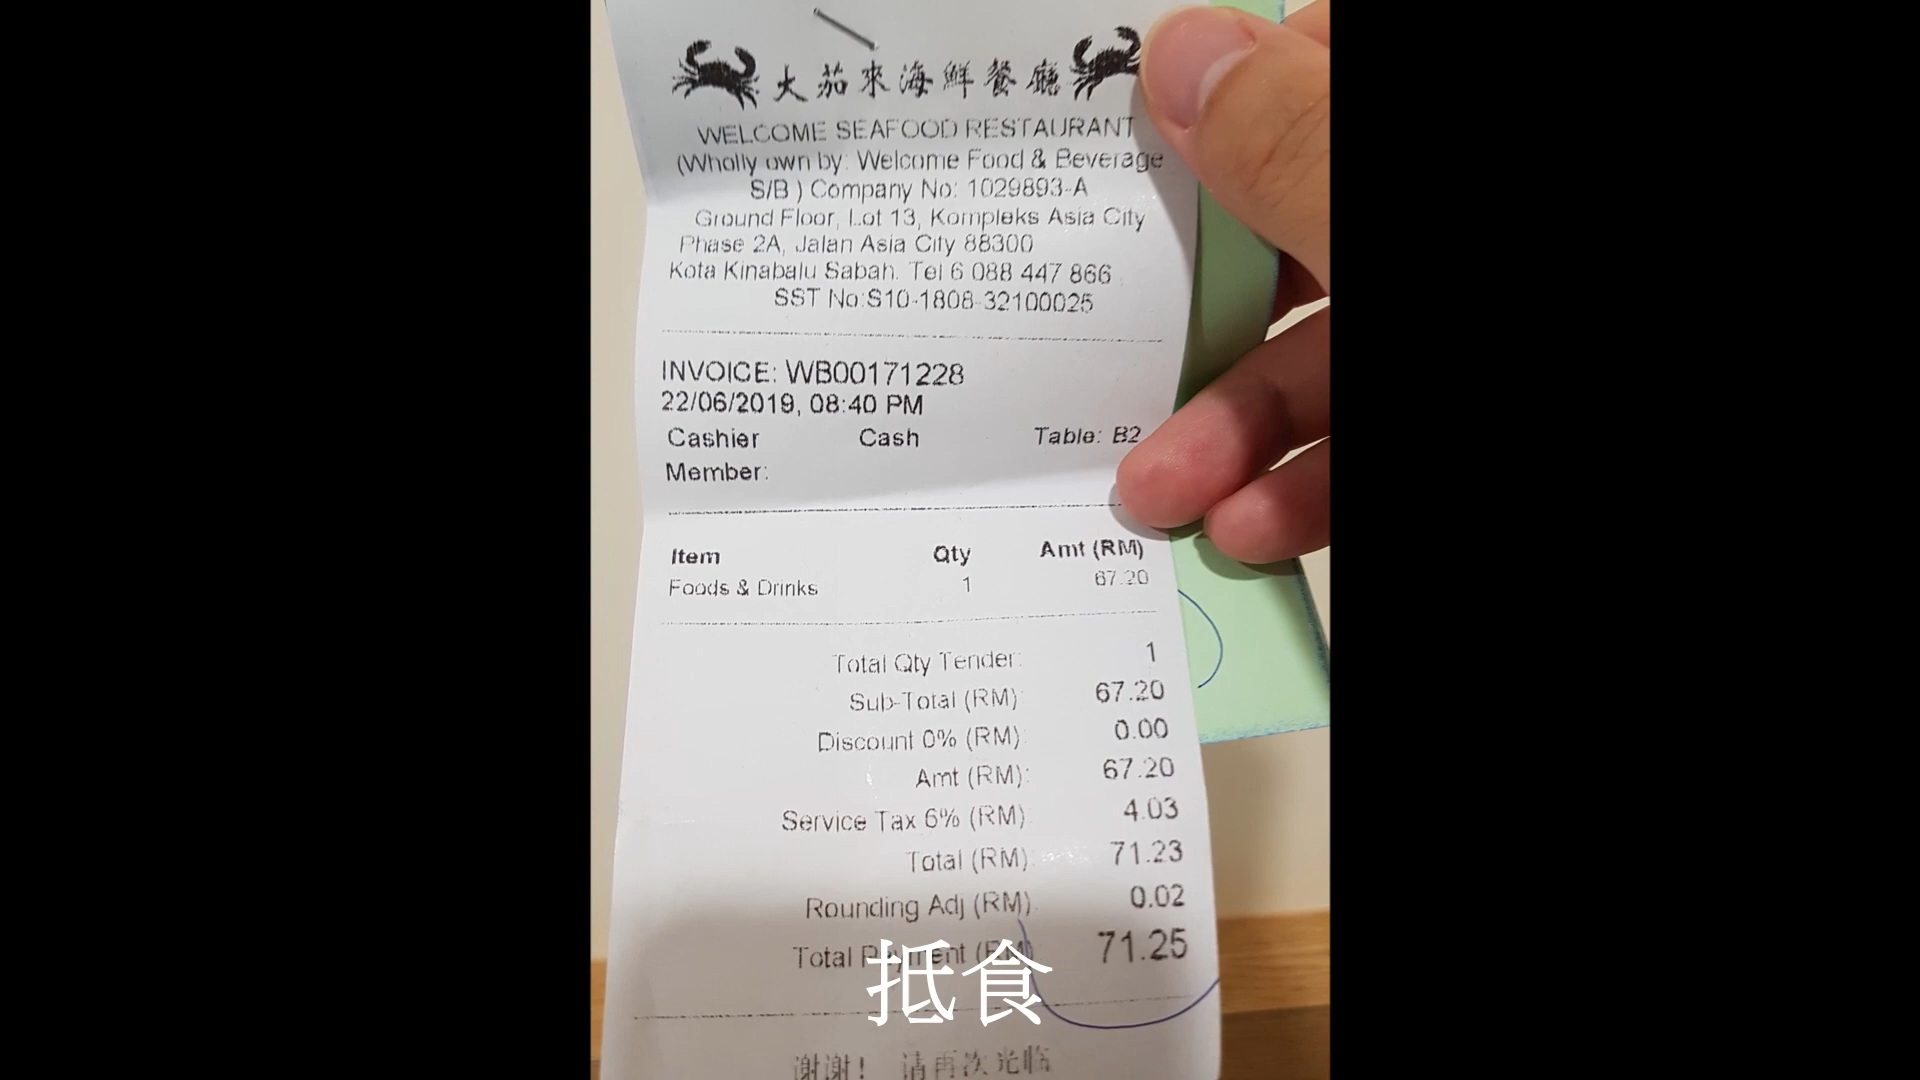 大茄來海鮮餐廳
WELCOME SEAFOOD RESTAURANT
(Wholly own by: Welcome Food & Beverage
S/B ) Company No: 1029893-A
Ground Floor, Lot 13, Kompleks Asia City
Phase 2A, Jalan Asia City 88300
Kota Kinabalu Sabah. Tel 6 088 447 866
SST No:S10-1808-32100025
INVOICE: WB00171228
22/06/2019, 08:40 PM
Cashier Cash Table: B2
Member:
Item Qty Amt (RM)
Foods & Drinks 1 67.20
Total Qty Tender: 1
Sub-Total (RM): 67.20
Discount 0% (RM): 0.00
Amt (RM): 67.20
Service Tax 6% (RM): 4.03
Total (RM): 71.23
Rounding Adj (RM): 0.02
Total Payment (RM) 71.25
抵食
谢谢! 请再次光临